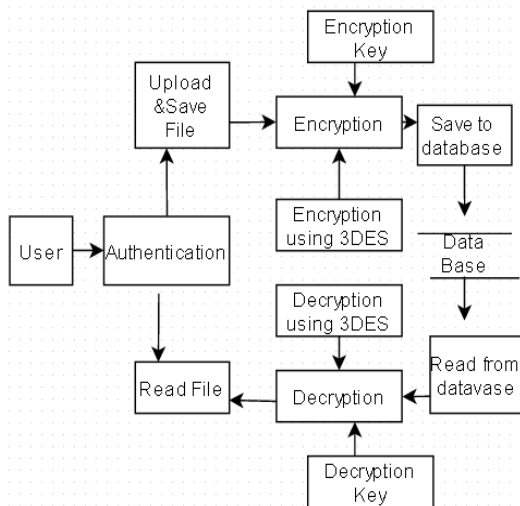 Encryption
Key
Upload
&Save
File
Encryption
Save to
database
Encryption
using 3DES
User
Authentication
Data
Base
Decryption
using 3DES
Read from
datavase
Read File
Decryption
Decryption
Key